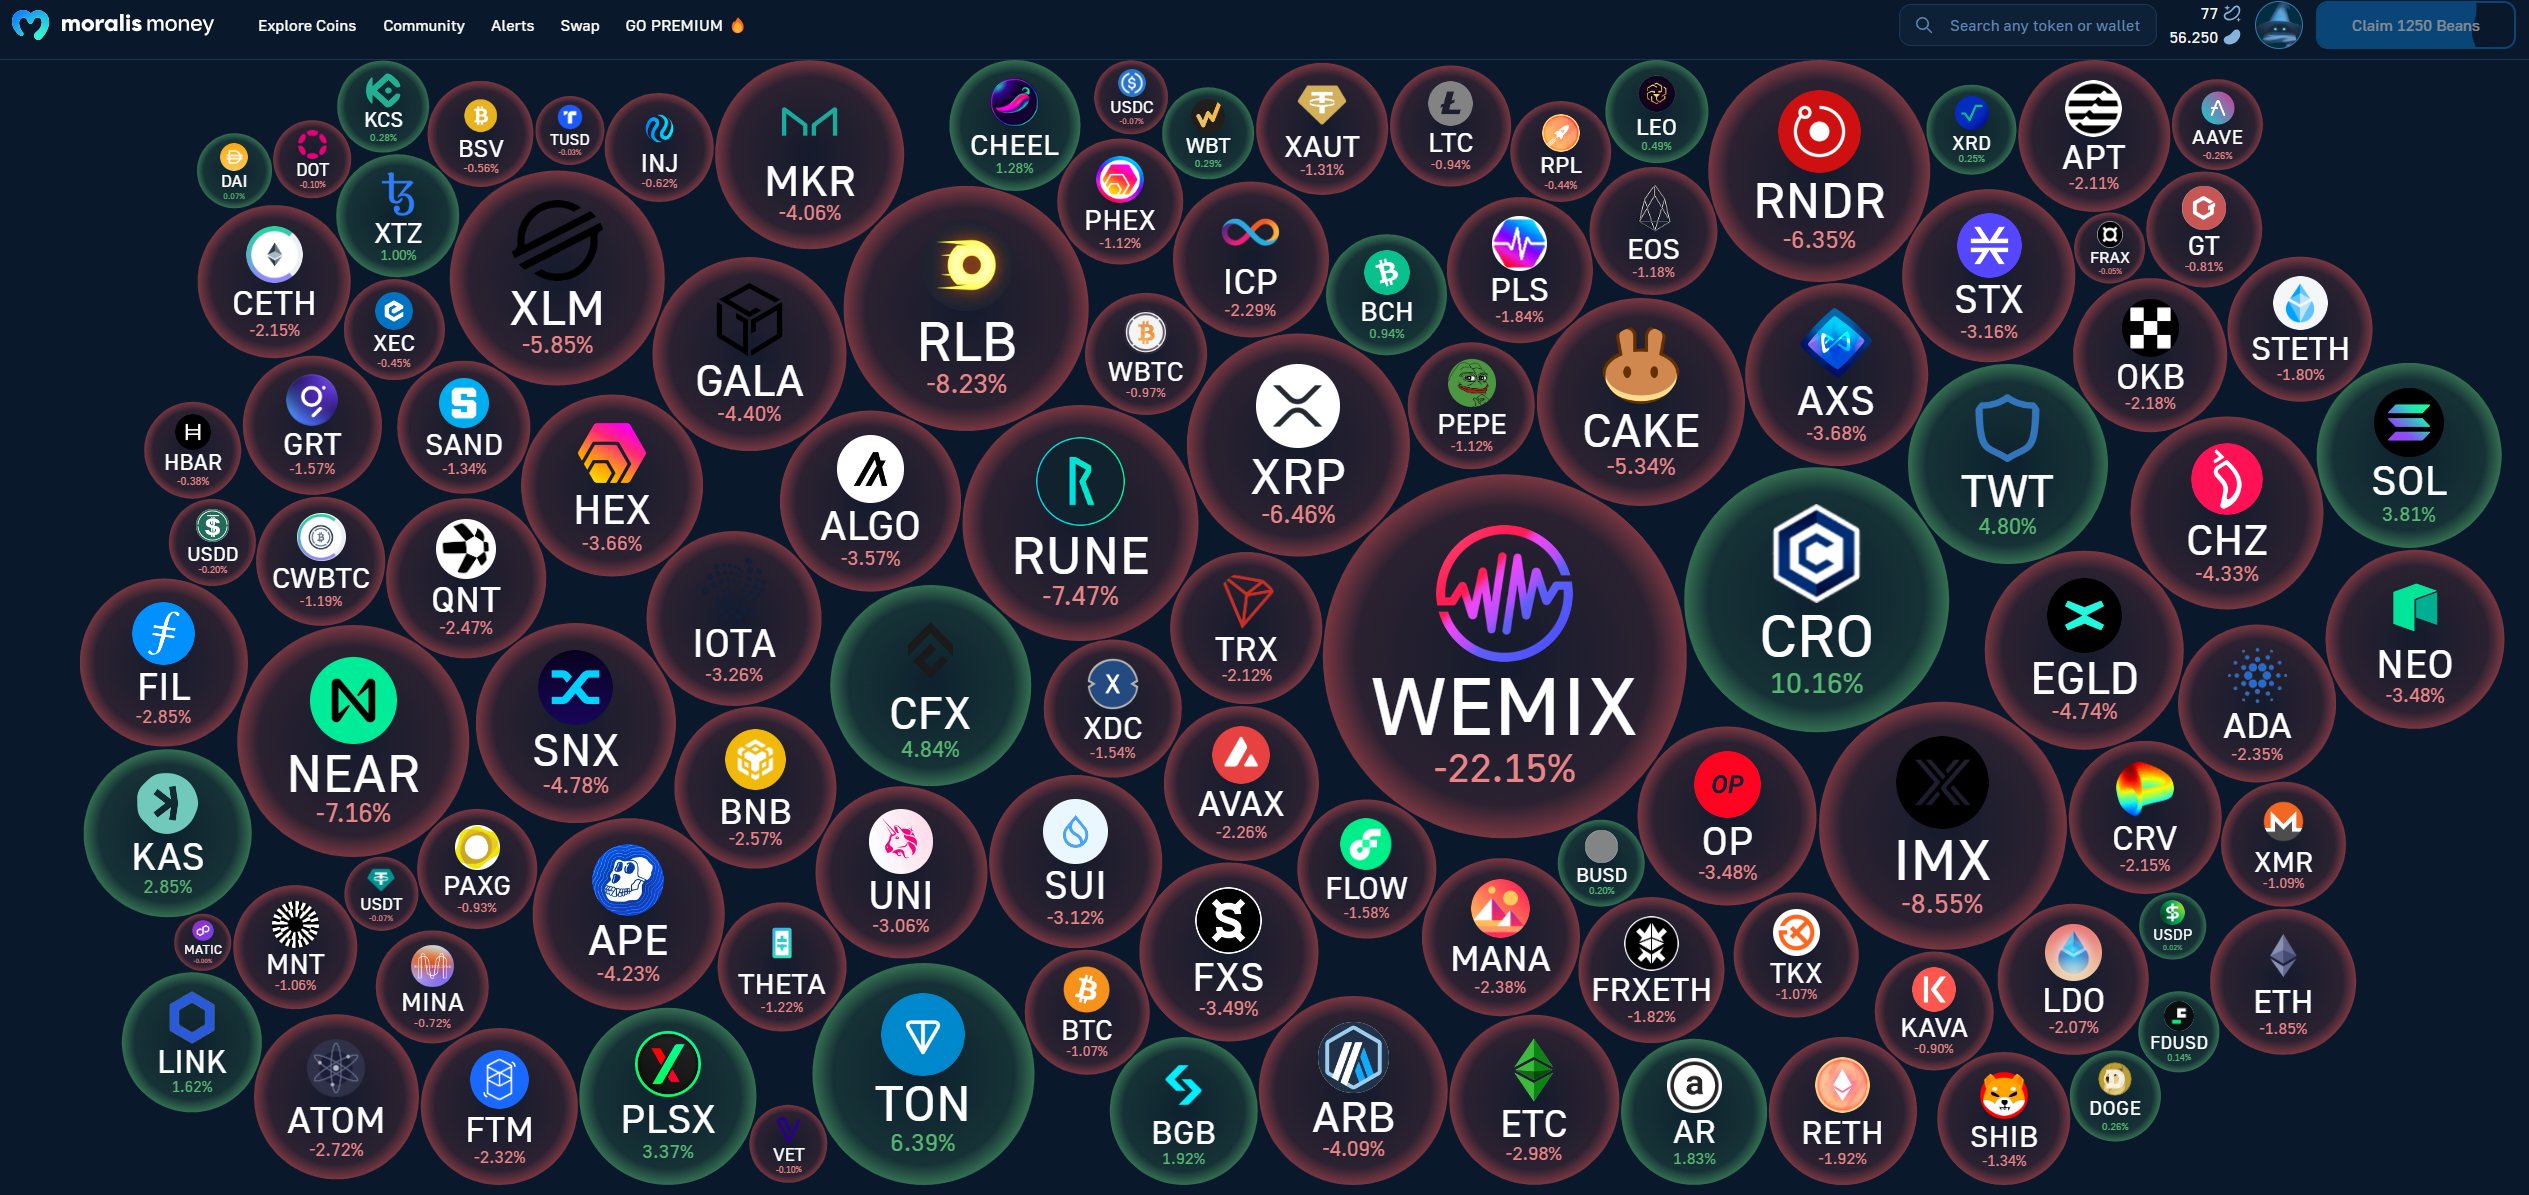 moralis money
Explore Coins
Community
Alerts
Swap
GO PREMIUM
Search any token or wallet
77
56.250
Claim 1250 Beans
KCS
0.28%
BSV
-0.56%
TUSD
-0.03%
INJ
-0.62%
MKR
-4.06%
CHEEL
1.28%
USDC
-0.07%
WBT
0.29%
XAUT
-1.31%
LTC
-0.94%
RPL
-0.44%
LEO
0.49%
RNDR
-6.35%
XRD
0.25%
APT
-2.11%
AAVE
-0.26%
DAI
0.07%
DOT
-0.10%
XTZ
1.00%
XLM
-5.85%
PHEX
-1.12%
ICP
-2.29%
BCH
0.94%
PLS
-1.84%
EOS
-1.18%
STX
-3.16%
FRAX
-0.05%
GT
-0.81%
CETH
-2.15%
XEC
-0.45%
GALA
-4.40%
RLB
-8.23%
WBTC
-0.97%
XRP
-6.46%
PEPE
-1.12%
CAKE
-5.34%
AXS
-3.68%
OKB
-2.18%
STETH
-1.80%
HBAR
-0.38%
GRT
-1.57%
SAND
-1.34%
HEX
-3.66%
ALGO
-3.57%
RUNE
-7.47%
TWT
4.80%
CHZ
-4.33%
SOL
3.81%
USDD
-0.20%
CWBTC
-1.19%
QNT
-2.47%
IOTA
-3.26%
CFX
4.84%
TRX
-2.12%
WEMIX
-22.15%
CRO
10.16%
EGLD
-4.74%
ADA
-2.35%
NEO
-3.48%
FIL
-2.85%
NEAR
-7.16%
SNX
-4.78%
BNB
-2.57%
XDC
-1.54%
AVAX
-2.26%
OP
OP
-3.48%
IMX
-8.55%
CRV
-2.15%
XMR
-1.09%
KAS
2.85%
USDT
-0.07%
PAXG
-0.93%
APE
-4.23%
UNI
-3.06%
SUI
-3.12%
FLOW
-1.58%
BUSD
0.20%
MATIC
-0.00%
MNT
-1.06%
MINA
-0.72%
THETA
-1.22%
FXS
-3.49%
MANA
-2.38%
FRXETH
-1.82%
TKX
-1.07%
KAVA
-0.90%
LDO
-2.07%
USDP
0.02%
ETH
-1.85%
LINK
1.62%
ATOM
-2.72%
FTM
-2.32%
PLSX
3.37%
VET
-0.10%
TON
6.39%
BTC
-1.07%
BGB
1.92%
ARB
-4.09%
ETC
-2.98%
AR
1.83%
RETH
-1.92%
SHIB
-1.34%
FDUSD
0.14%
DOGE
0.26%